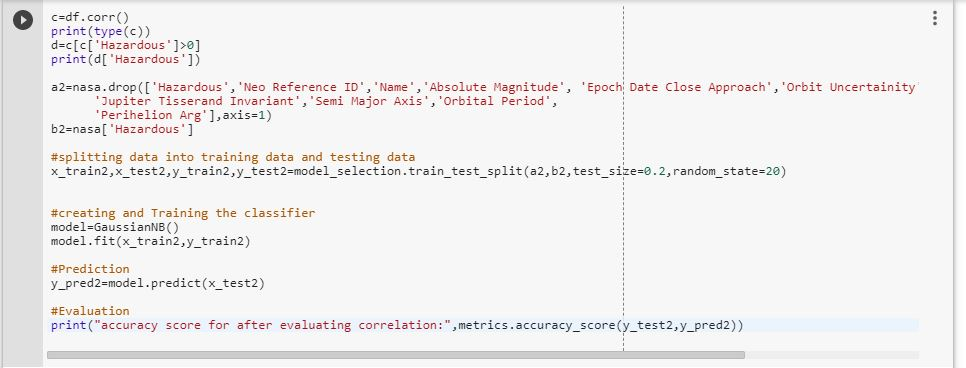 c=df.corr()
print(type(c))
d=c[c['Hazardous']>0]
print(d['Hazardous'])
a2=nasa.drop(['Hazardous','Neo Reference ID','Name','Absolute Magnitude', 'Epoch Date Close Approach','Orbit Uncertainity'
'Jupiter Tisserand Invariant','Semi Major Axis','Orbital Period',
'Perihelion Arg'],axis=1)
b2=nasa['Hazardous']
#splitting data into training data and testing data
x_train2,x_test2,y_train2,y_test2=model_selection.train_test_split(a2,b2,test_size=0.2,random_state=20)
#creating and Training the classifier
model=GaussianNB()
model.fit(x_train2,y_train2)
#Prediction
y_pred2=model.predict(x_test2)
#Evaluation
print("accuracy score for after evaluating correlation:",metrics.accuracy_score(y_test2,y_pred2))